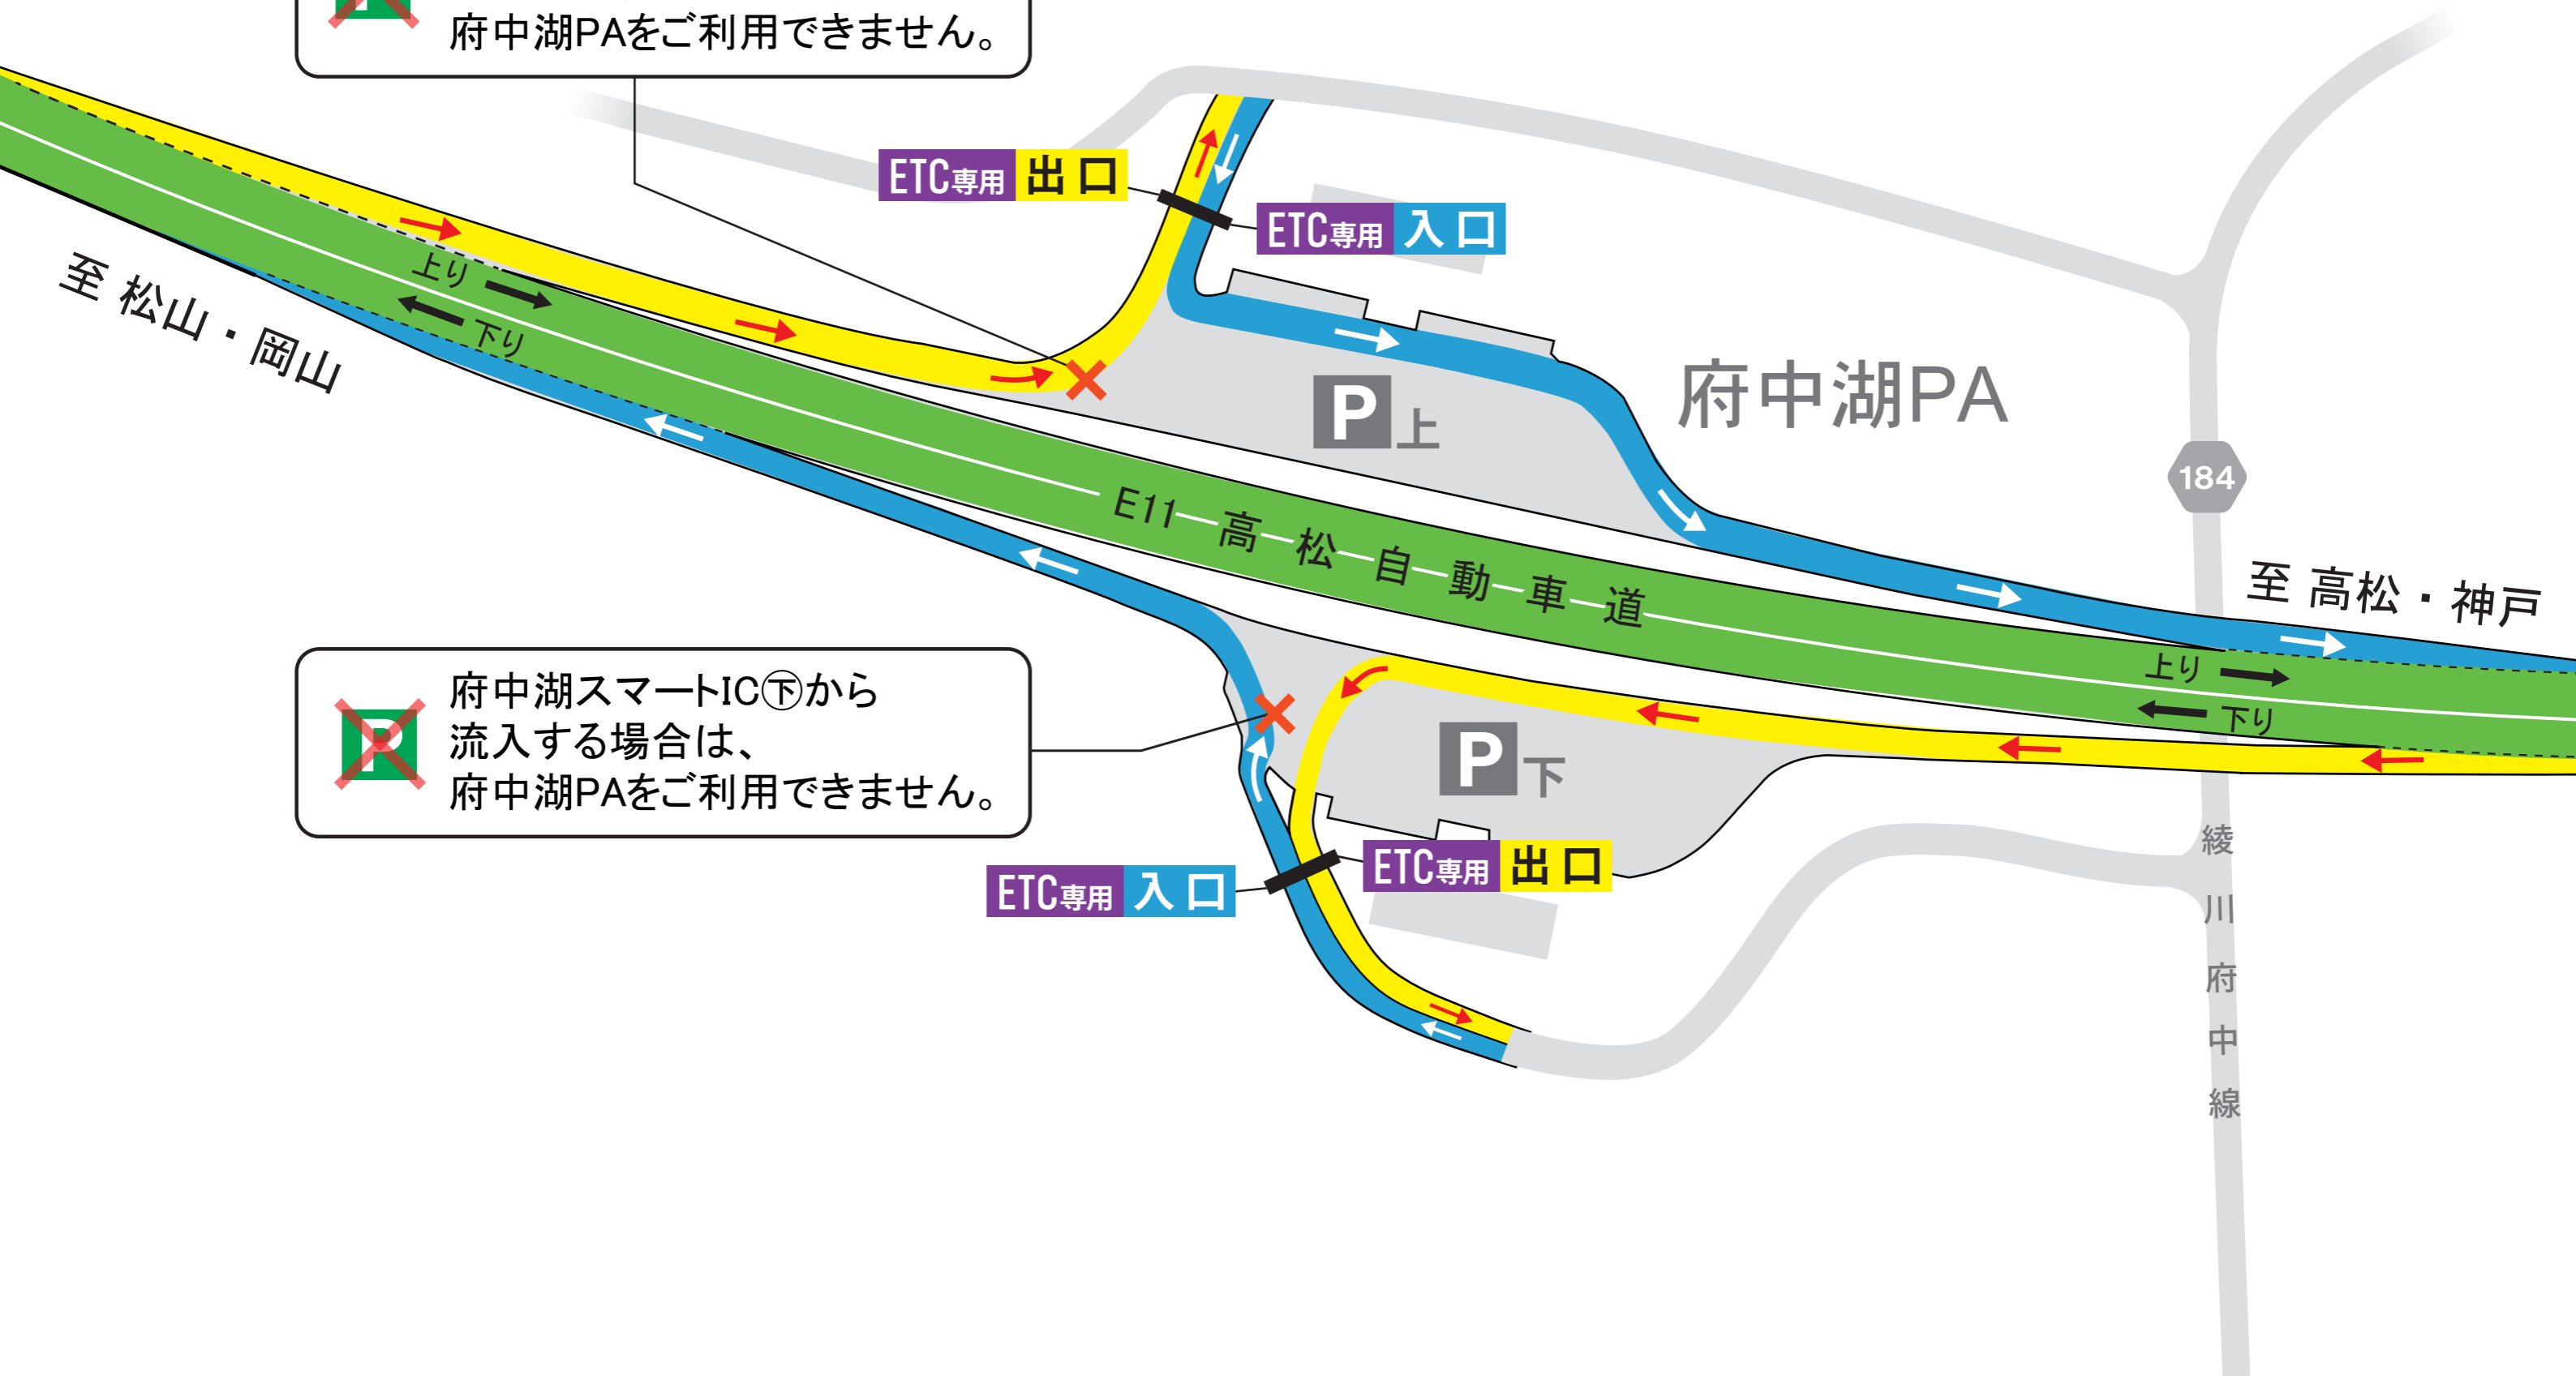 府中湖PAをご利用できません。
ETC専用 出口
ETC専用 入口
上り
下り
至 松山・岡山
P 上
府中湖PA
184
E11 高松自動車道
至 高松・神戸
上り
下り
府中湖スマートIC㊦から
流入する場合は、
府中湖PAをご利用できません。
P
P 下
ETC専用 出口
ETC専用 入口
綾川府中線